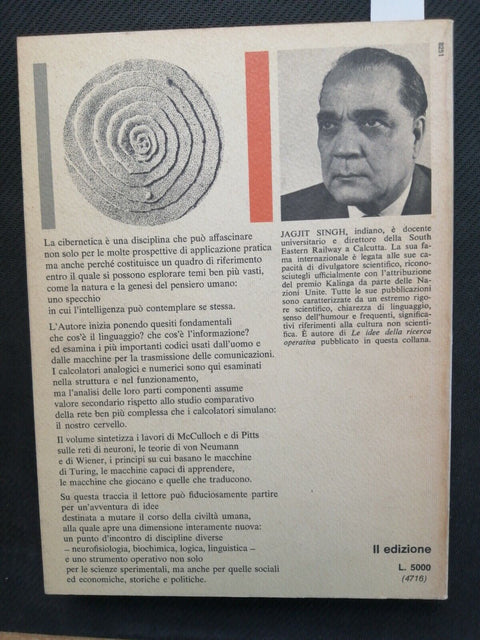 8251
La cibernetica è una disciplina che può affascinare
non solo per le molte prospettive di applicazione pratica
ma anche perché costituisce un quadro di riferimento
entro il quale si possono esplorare temi ben più vasti,
come la natura e la genesi del pensiero umano:
uno specchio
in cui l'intelligenza può contemplare se stessa.
L'Autore inizia ponendo quesiti fondamentali
che cos'è il linguaggio? che cos'è l'informazione?
ed esamina i più importanti codici usati dall'uomo e
dalle macchine per la trasmissione delle comunicazioni.
I calcolatori analogici e numerici sono qui esaminati
nella struttura e nel funzionamento,
ma l'analisi delle loro parti componenti assume
valore secondario rispetto allo studio comparativo
della rete ben più complessa che i calcolatori simulano:
il nostro cervello.
Il volume sintetizza i lavori di McCulloch e di Pitts
sulle reti di neuroni, le teorie di von Neumann
e di Wiener, i principi su cui basano le macchine
di Turing, le macchine capaci di apprendere,
le macchine che giocano e quelle che traducono.
Su questa traccia il lettore può fiduciosamente partire
per un'avventura di idee
destinata a mutare il corso della civiltà umana,
alla quale apre una dimensione interamente nuova:
un punto d'incontro di discipline diverse
– neurofisiologia, biochimica, logica, linguistica –
e uno strumento operativo non solo
per le scienze sperimentali, ma anche per quelle sociali
ed economiche, storiche e politiche.
JAGJIT SINGH, indiano, è docente
universitario e direttore della South
Eastern Railway a Calcutta. La sua fa-
ma internazionale è legata alle sue ca-
pacità di divulgatore scientifico, ricono-
sciutegli ufficialmente con l'attribuzione
del premio Kalinga da parte delle Na-
zioni Unite. Tutte le sue pubblicazioni
sono caratterizzate da un estremo rigo-
re scientifico, chiarezza di linguaggio,
senso dell'humour e frequenti, significa-
tivi riferimenti alla cultura non scienti-
fica. È autore di Le idee della ricerca
operativa pubblicato in questa collana.
II edizione
L. 5000
(4716)